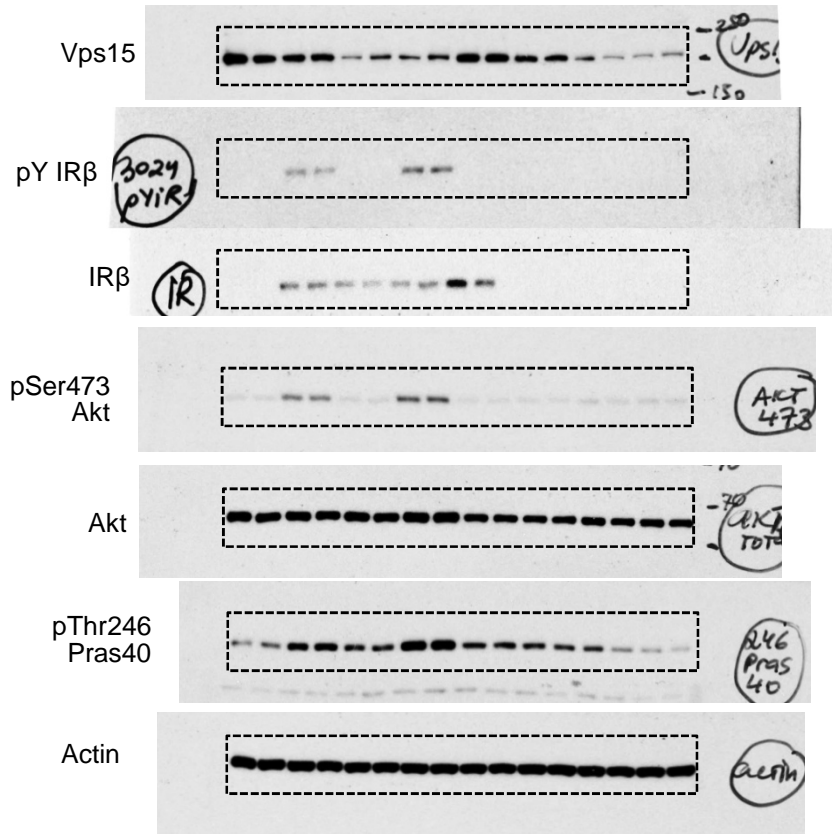 Vps15
250
Vps1
150
pY IRβ
3024
pYiR
IRβ
IR
pSer473
Akt
AKT
473
Akt
70
aKT
TOT
pThr246
Pras40
246
pras
40
Actin
actin